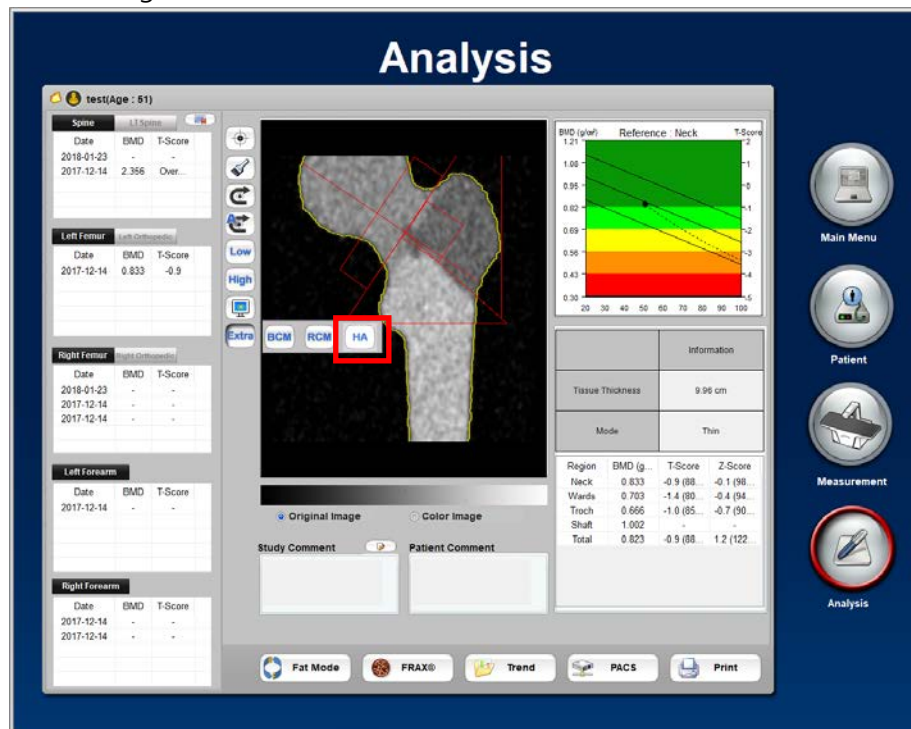 Analysis
test(Age : 51)
Spine LT Spine
Date BMD T-Score
2018-01-23 - -
2017-12-14 2.366 Over...
Left Femur Left Orthopedic
Date BMD T-Score
2017-12-14 0.833 -0.9
Right Femur Right Orthopedic
Date BMD T-Score
2018-01-23 - -
2017-12-14 - -
2017-12-14 - -
Left Forearm
Date BMD T-Score
2017-12-14 - -
Right Forearm
Date BMD T-Score
2017-12-14 - -
2017-12-14 - -
Low
High
Extra BCM RCM HA
Original Image Color Image
Study Comment Patient Comment
BMD (g/㎠) Reference : Neck T-Score
1.21 2
1.08 1
0.95 0
0.82 -1
0.69 -2
0.56 -3
0.43 -4
0.30 -5
20 30 40 50 60 70 80 90 100
Information
Tissue Thickness 9.96 cm
Mode Thin
Region BMD (g... T-Score Z-Score
Neck 0.833 -0.9 (88... -0.1 (98...
Wards 0.703 -1.4 (80... -0.4 (94...
Troch 0.666 -1.0 (85... -0.7 (90...
Shaft 1.002 - -
Total 0.823 -0.9 (88... 1.2 (122...
Fat Mode FRAX® Trend PACS Print
Main Menu
Patient
Measurement
Analysis